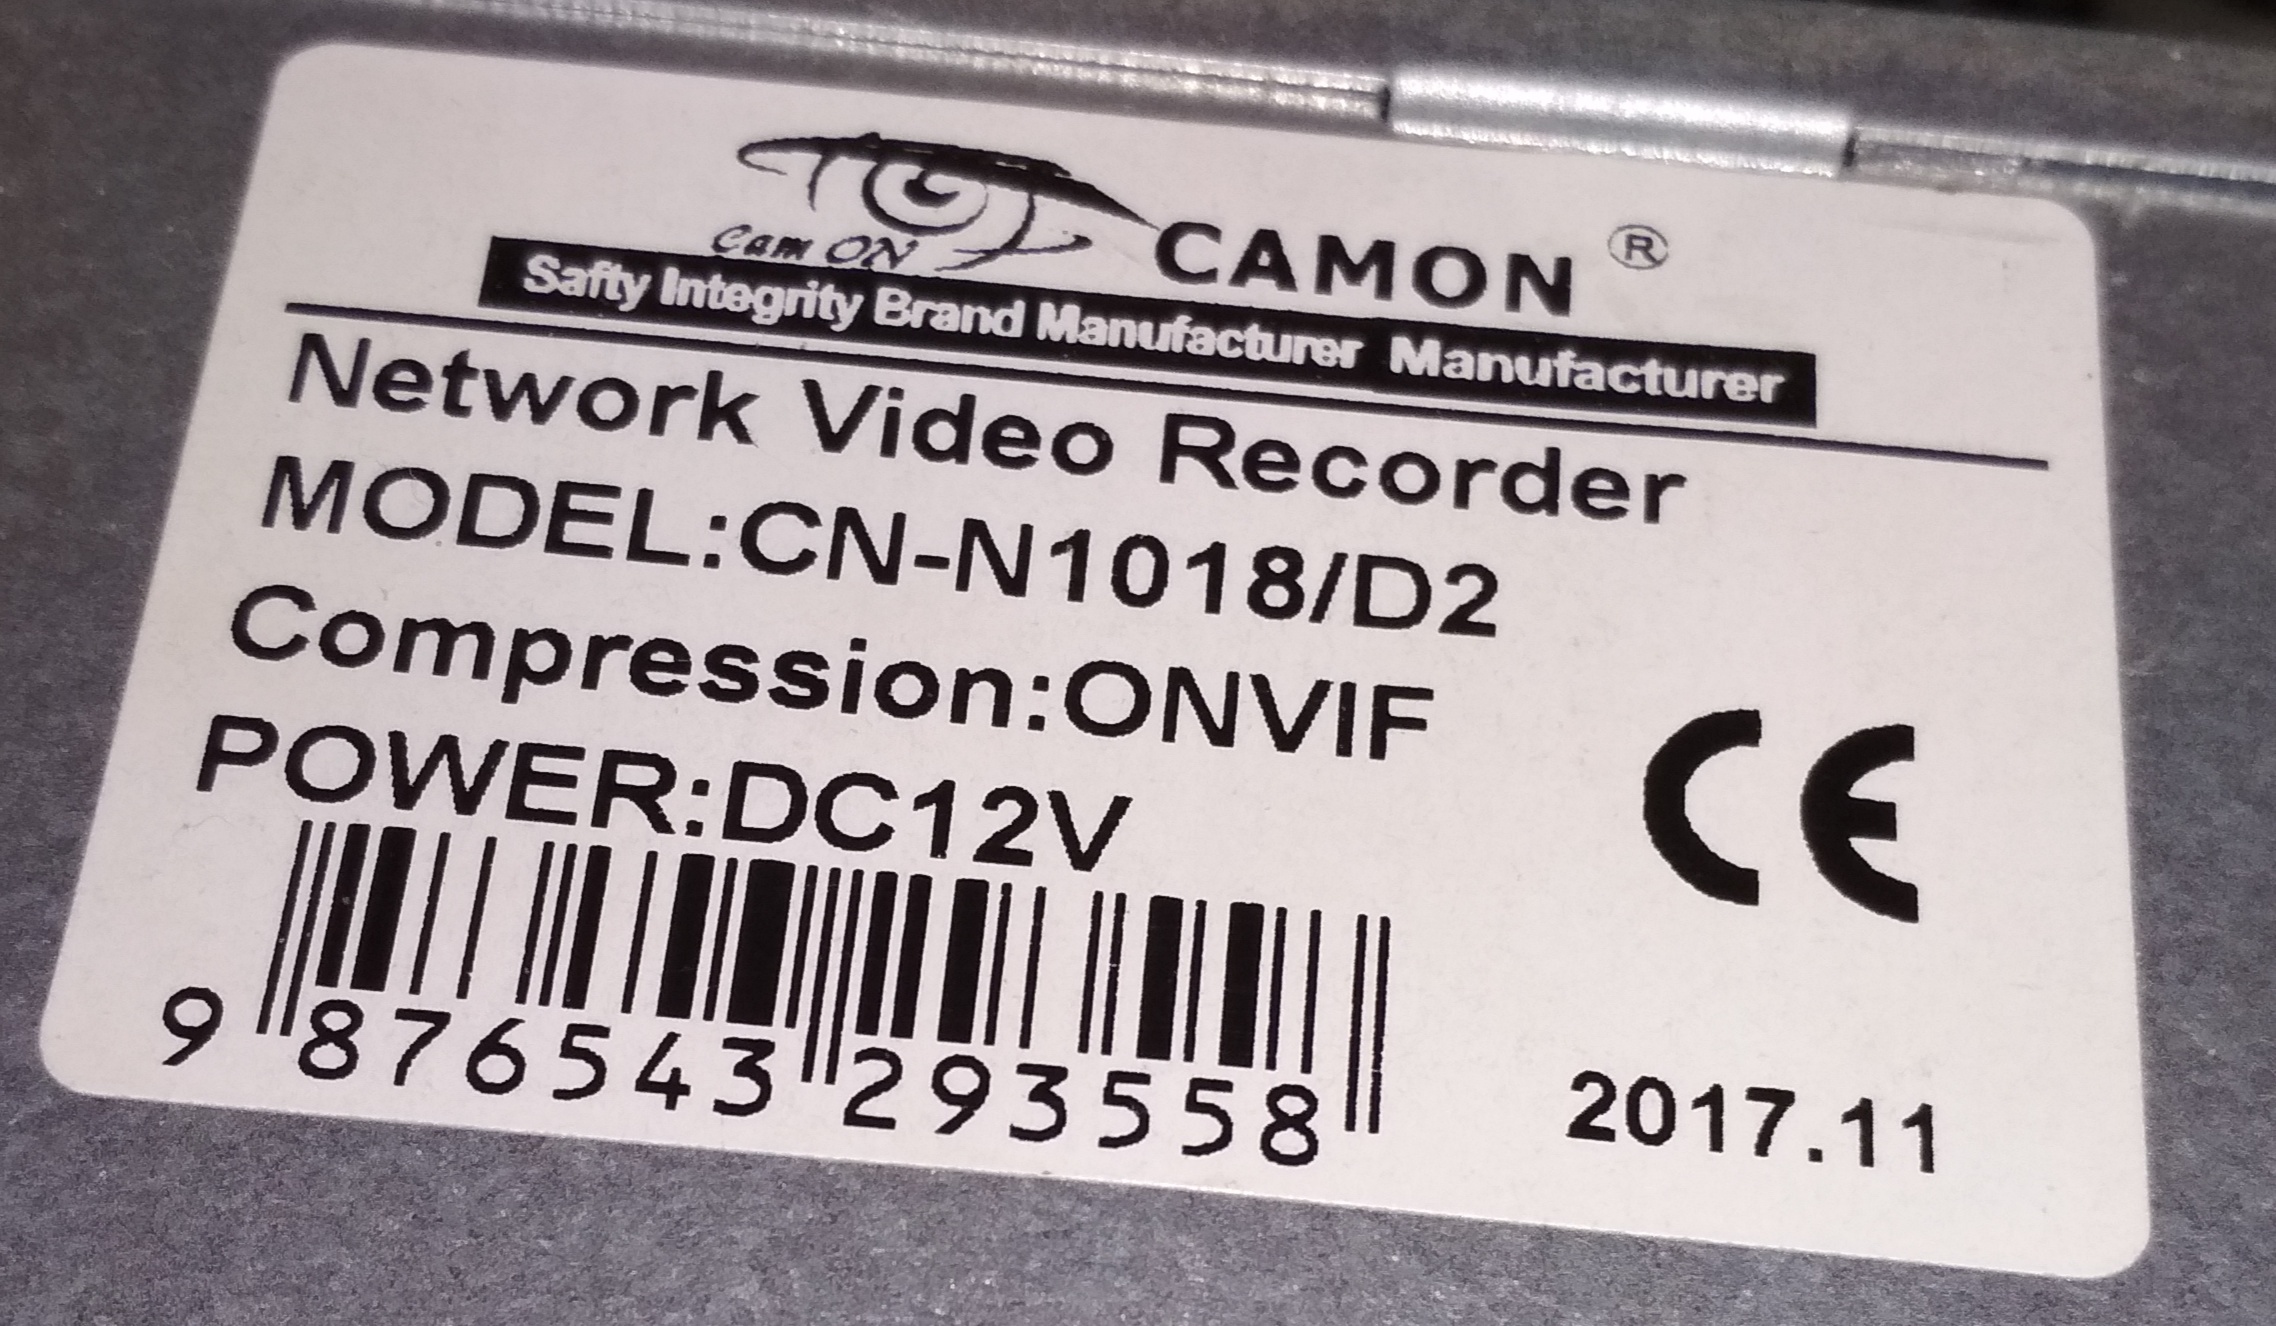 Cam ON
CAMON ®
Safty Integrity Brand Manufacturer Manufacturer
Network Video Recorder
MODEL:CN-N1018/D2
Compression:ONVIF
POWER:DC12V
CE
9 876543 293558
2017.11